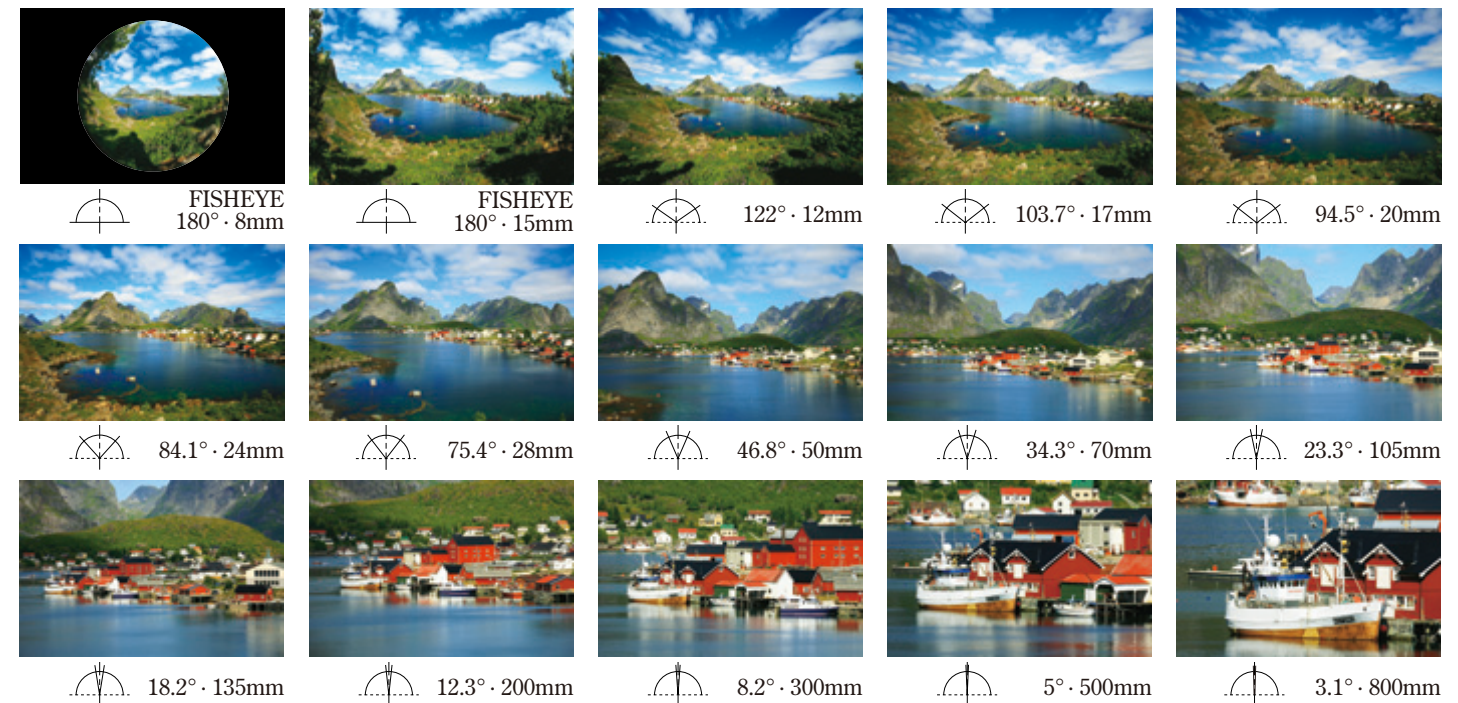 FISHEYE
180° · 8mm
FISHEYE
180° · 15mm
122° · 12mm
103.7° · 17mm
94.5° · 20mm
84.1° · 24mm
75.4° · 28mm
46.8° · 50mm
34.3° · 70mm
23.3° · 105mm
18.2° · 135mm
12.3° · 200mm
8.2° · 300mm
5° · 500mm
3.1° · 800mm